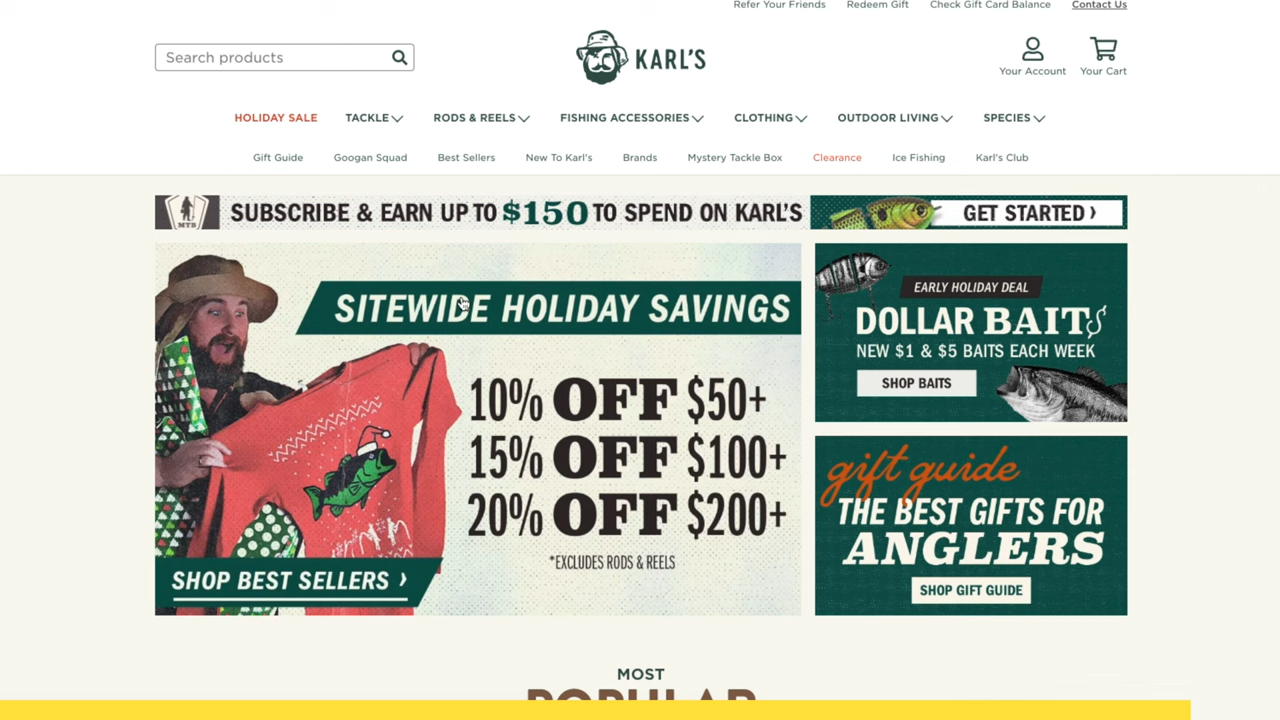 Refer Your Friends Redeem Gift Check Gift Card Balance Contact Us
Search products
KARL'S
Your Account Your Cart
HOLIDAY SALE TACKLE RODS & REELS FISHING ACCESSORIES CLOTHING OUTDOOR LIVING SPECIES
Gift Guide Googan Squad Best Sellers New To Karl's Brands Mystery Tackle Box Clearance Ice Fishing Karl's Club
MTB
SUBSCRIBE & EARN UP TO $150 TO SPEND ON KARL'S
GET STARTED ›
SITEWIDE HOLIDAY SAVINGS
10% OFF $50+
15% OFF $100+
20% OFF $200+
*EXCLUDES RODS & REELS
SHOP BEST SELLERS ›
EARLY HOLIDAY DEAL
DOLLAR BAITS
NEW $1 & $5 BAITS EACH WEEK
SHOP BAITS
gift guide
THE BEST GIFTS FOR
ANGLERS
SHOP GIFT GUIDE
MOST
POPULAR